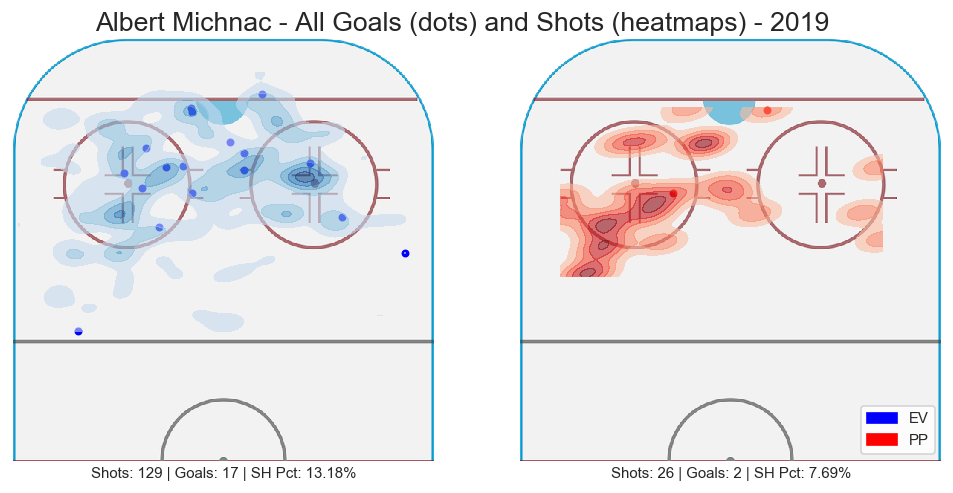 Albert Michnac - All Goals (dots) and Shots (heatmaps) - 2019
EV
PP
Shots: 129 | Goals: 17 | SH Pct: 13.18%
Shots: 26 | Goals: 2 | SH Pct: 7.69%